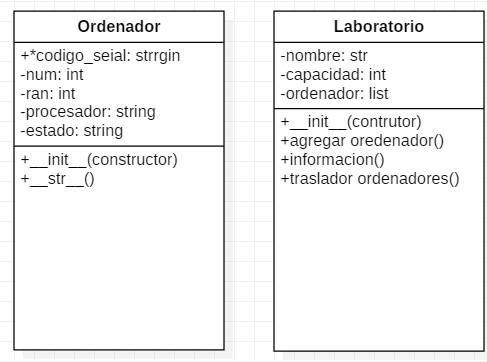 Ordenador
+*codigo_seial: strrgin
-num: int
-ran: int
-procesador: string
-estado: string
+__init__(constructor)
+__str__()
Laboratorio
-nombre: str
-capacidad: int
-ordenador: list
+__init__(contrutor)
+agregar oredenador()
+informacion()
+traslador ordenadores()